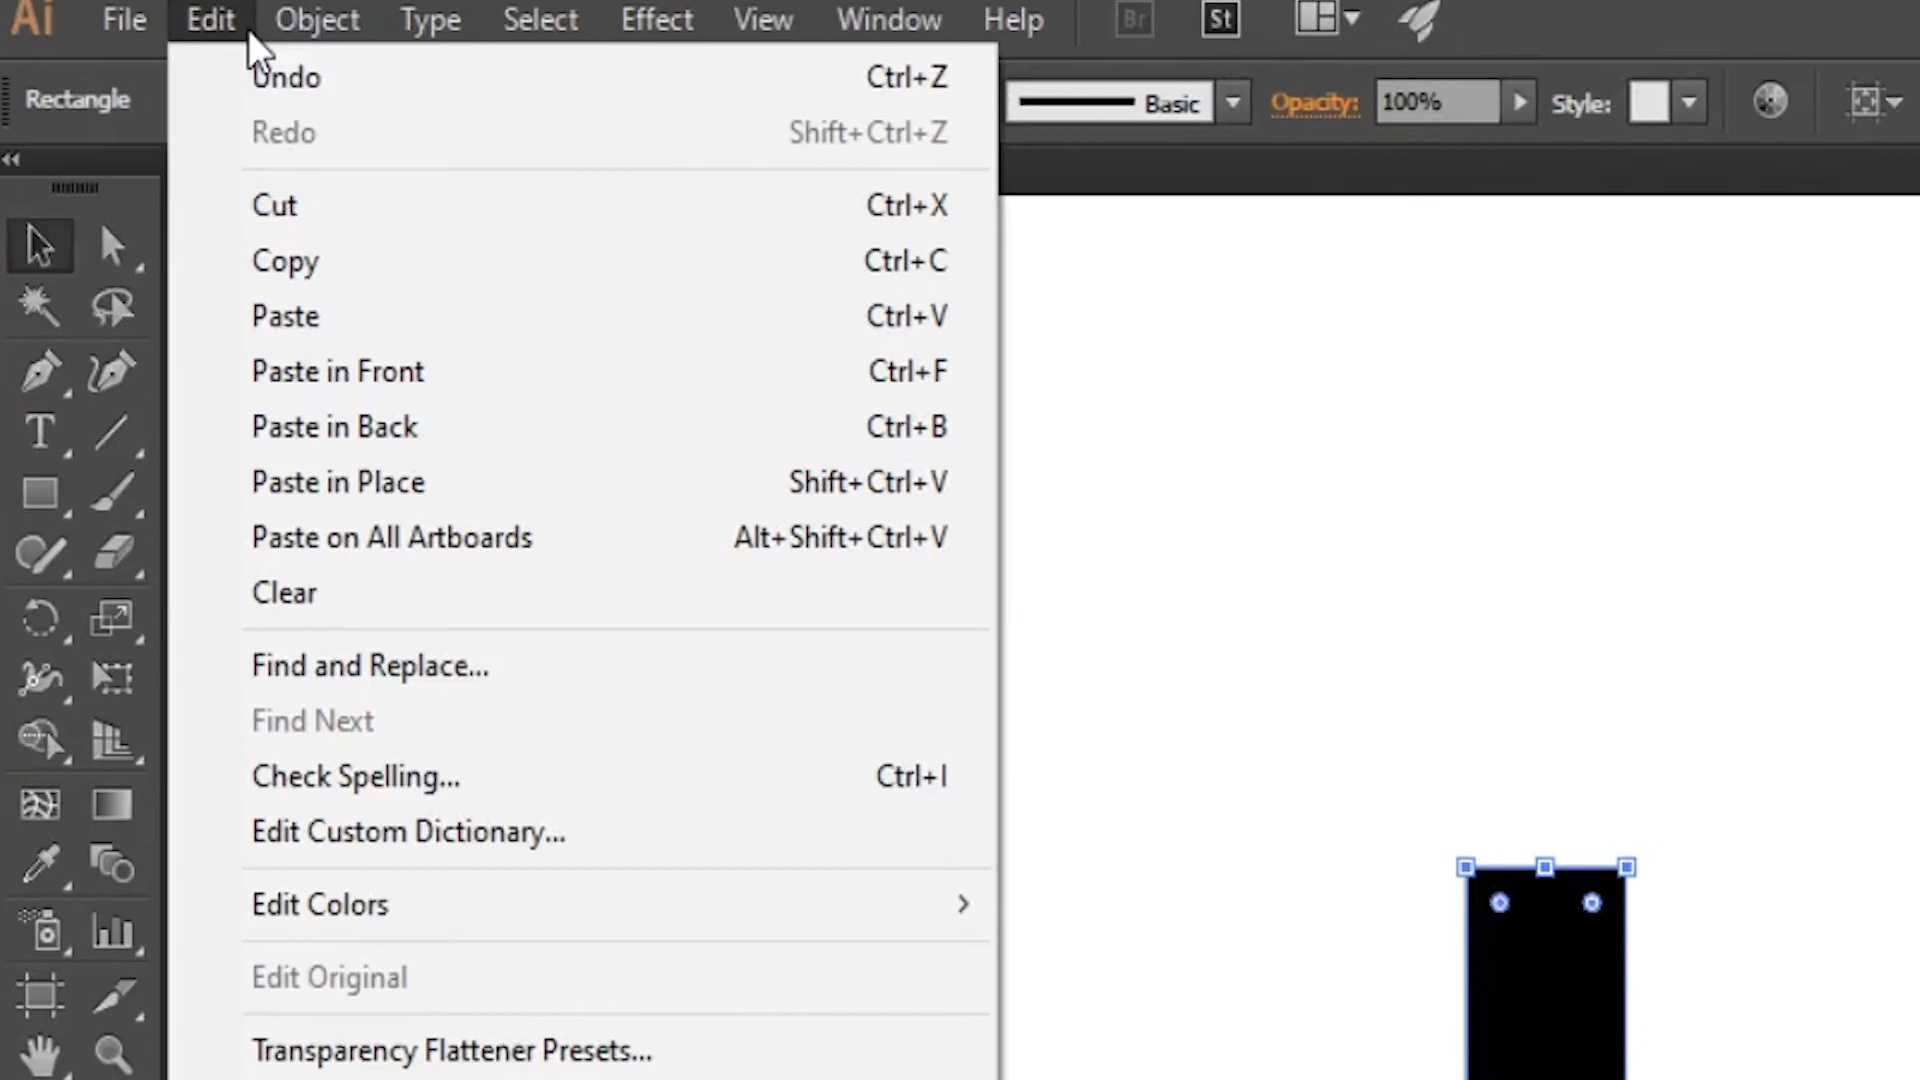 Ai File Edit Object Type Select Effect View Window Help Br St
Rectangle Basic Opacity: 100% Style:
Undo Ctrl+Z
Redo Shift+Ctrl+Z
Cut Ctrl+X
Copy Ctrl+C
Paste Ctrl+V
Paste in Front Ctrl+F
Paste in Back Ctrl+B
Paste in Place Shift+Ctrl+V
Paste on All Artboards Alt+Shift+Ctrl+V
Clear
Find and Replace...
Find Next
Check Spelling... Ctrl+I
Edit Custom Dictionary...
Edit Colors
Edit Original
Transparency Flattener Presets...